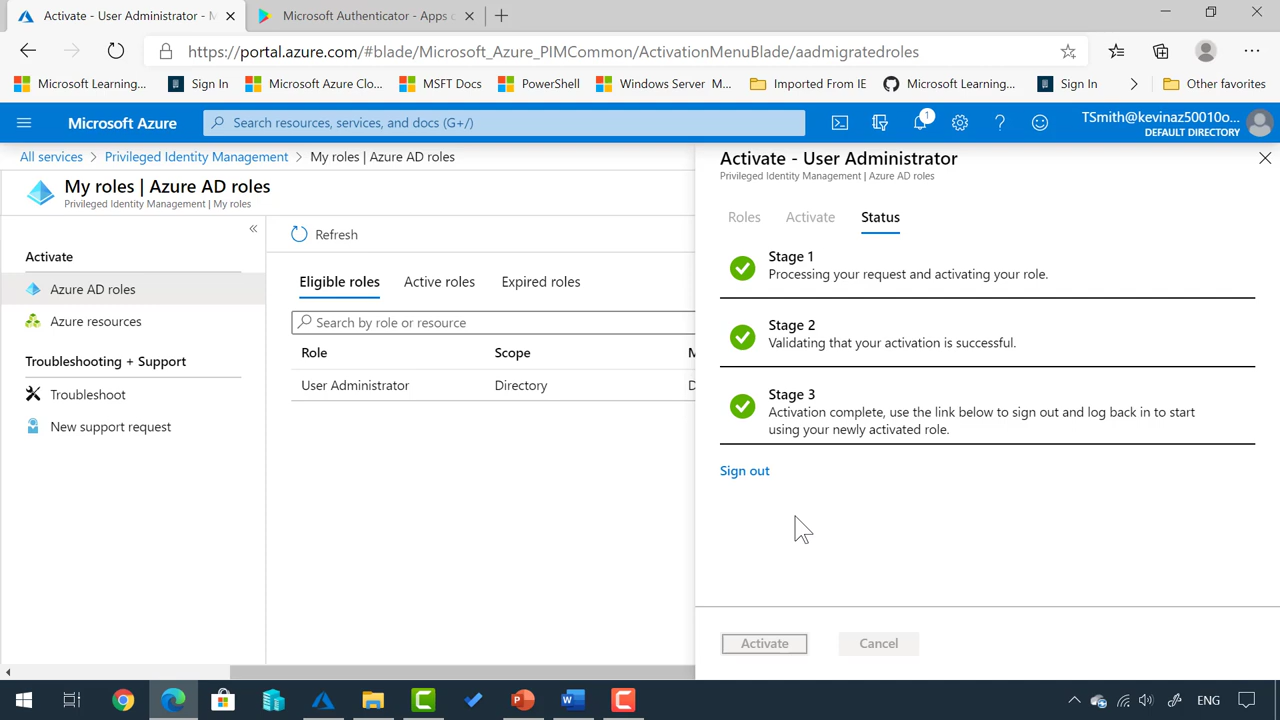 Activate - User Administrator - M
Microsoft Authenticator - Apps o
https://portal.azure.com/#blade/Microsoft_Azure_PIMCommon/ActivationMenuBlade/aadmigratedroles
Microsoft Learning...
Sign In
Microsoft Azure Clo...
MSFT Docs
PowerShell
Windows Server M...
Imported From IE
Microsoft Learning...
Sign In
Other favorites
Microsoft Azure
Search resources, services, and docs (G+/)
1
TSmith@kevinaz50010o...
DEFAULT DIRECTORY
All services > Privileged Identity Management > My roles | Azure AD roles
My roles | Azure AD roles
Privileged Identity Management | My roles
Activate
Azure AD roles
Azure resources
Troubleshooting + Support
Troubleshoot
New support request
Refresh
Eligible roles Active roles Expired roles
Search by role or resource
Role Scope M
User Administrator Directory D
Activate - User Administrator
Privileged Identity Management | Azure AD roles
Roles Activate Status
Stage 1
Processing your request and activating your role.
Stage 2
Validating that your activation is successful.
Stage 3
Activation complete, use the link below to sign out and log back in to start
using your newly activated role.
Sign out
Activate Cancel
ENG